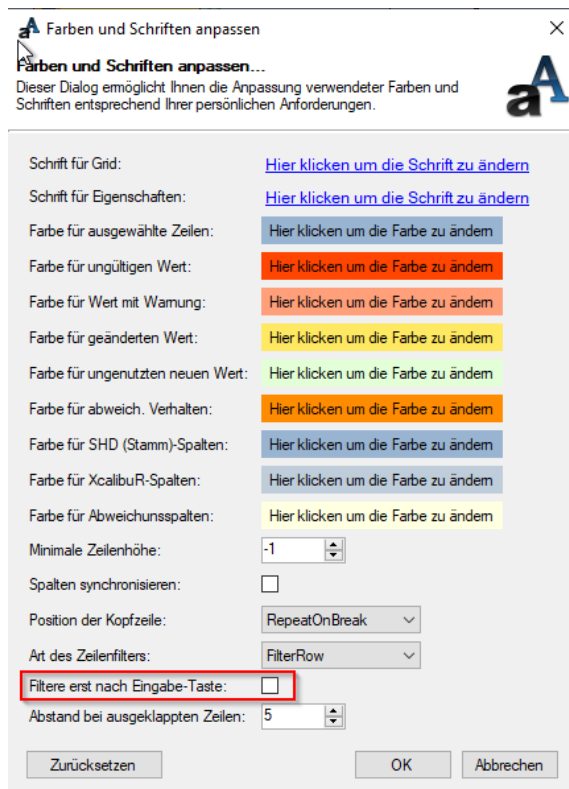 Farben und Schriften anpassen
Farben und Schriften anpassen...
Dieser Dialog ermöglicht Ihnen die Anpassung verwendeter Farben und
Schriften entsprechend Ihrer persönlichen Anforderungen.
Schrift für Grid: Hier klicken um die Schrift zu ändern
Schrift für Eigenschaften: Hier klicken um die Schrift zu ändern
Farbe für ausgewählte Zeilen: Hier klicken um die Farbe zu ändern
Farbe für ungültigen Wert: Hier klicken um die Farbe zu ändern
Farbe für Wert mit Warnung: Hier klicken um die Farbe zu ändern
Farbe für geänderten Wert: Hier klicken um die Farbe zu ändern
Farbe für ungenutzten neuen Wert: Hier klicken um die Farbe zu ändern
Farbe für abweich. Verhalten: Hier klicken um die Farbe zu ändern
Farbe für SHD (Stamm)-Spalten: Hier klicken um die Farbe zu ändern
Farbe für XcalibuR-Spalten: Hier klicken um die Farbe zu ändern
Farbe für Abweichunsspalten: Hier klicken um die Farbe zu ändern
Minimale Zeilenhöhe: -1
Spalten synchronisieren:
Position der Kopfzeile: RepeatOnBreak
Art des Zeilenfilters: FilterRow
Filtere erst nach Eingabe-Taste:
Abstand bei ausgeklappten Zeilen: 5
Zurücksetzen OK Abbrechen